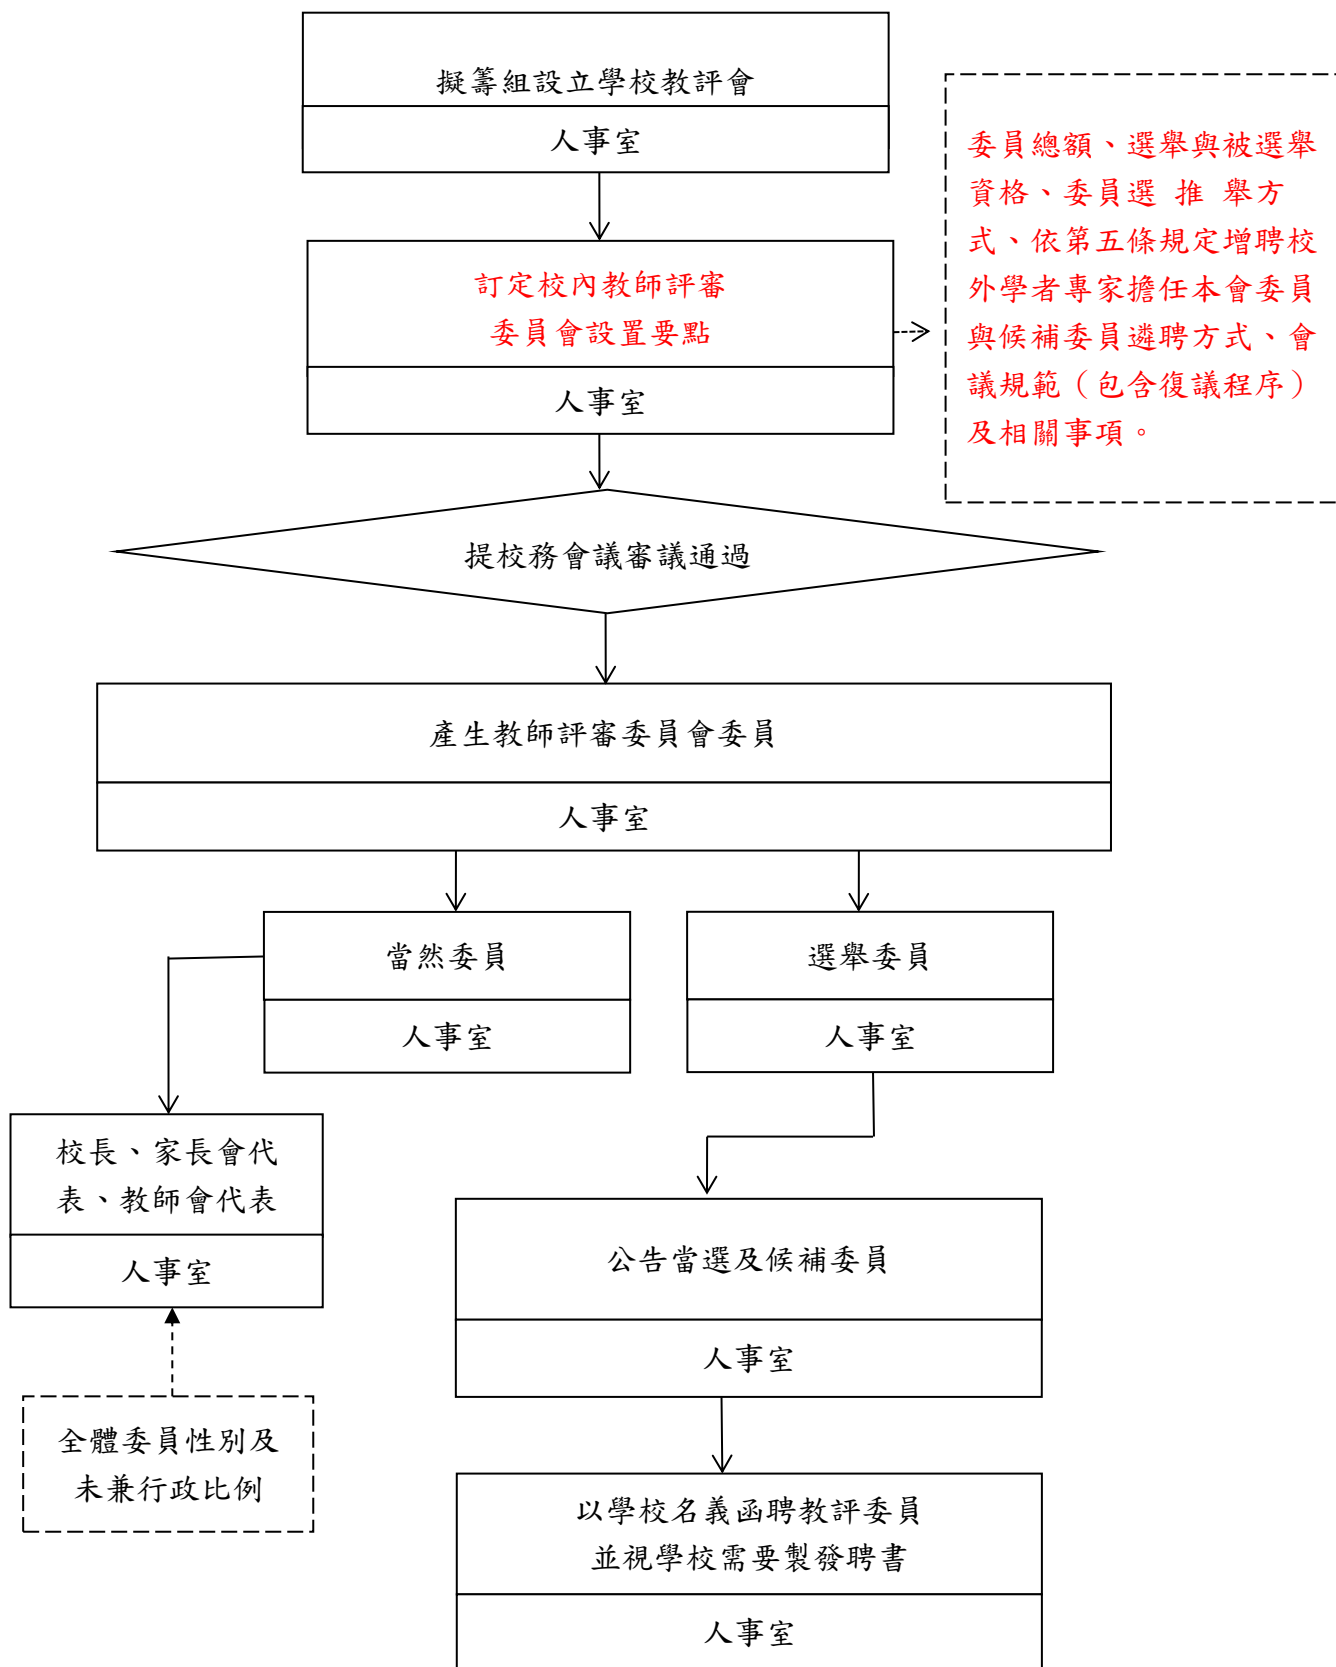 擬籌組設立學校教評會
人事室
委員總額、選舉與被選舉
資格、委員選 推 舉方
式、依第五條規定增聘校
外學者專家擔任本會委員
與候補委員遴聘方式、會
議規範（包含復議程序）
及相關事項。
訂定校內教師評審
委員會設置要點
人事室
提校務會議審議通過
產生教師評審委員會委員
人事室
當然委員
人事室
選舉委員
人事室
校長、家長會代
表、教師會代表
人事室
公告當選及候補委員
人事室
全體委員性別及
未兼行政比例
以學校名義函聘教評委員
並視學校需要製發聘書
人事室